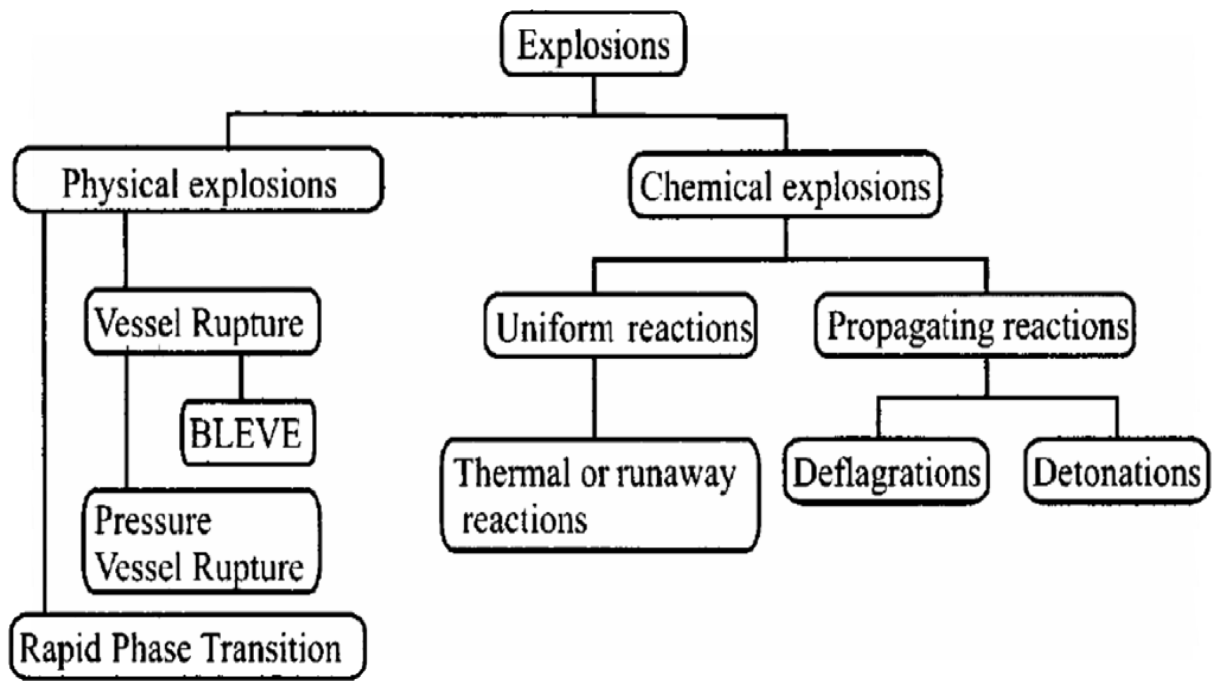 Explosions
Physical explosions
Chemical explosions
Vessel Rupture
Uniform reactions
Propagating reactions
BLEVE
Thermal or runaway
reactions
Deflagrations
Detonations
Pressure
Vessel Rupture
Rapid Phase Transition